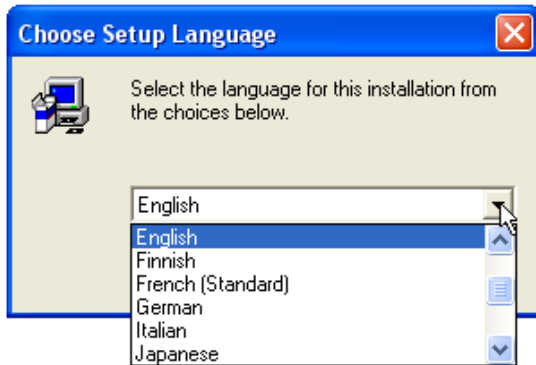 Choose Setup Language
Select the language for this installation from
the choices below.
English
English
Finnish
French (Standard)
German
Italian
Japanese